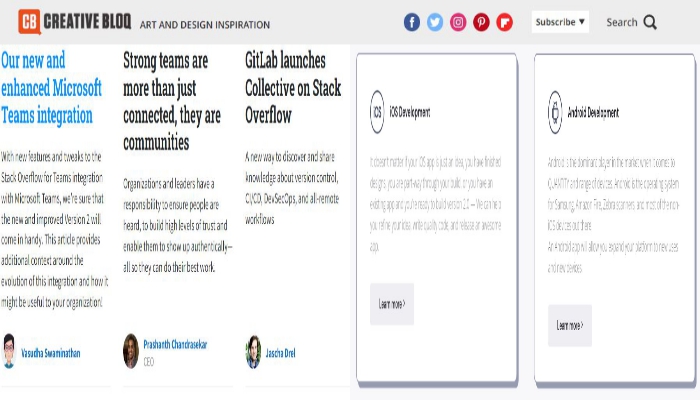 CB CREATIVE BLOQ ART AND DESIGN INSPIRATION
Subscribe ▼
Search
Our new and
enhanced Microsoft
Teams integration
With new features and tweaks to the
Stack Overflow for Teams integration
with Microsoft Teams, we're sure that
the new and improved Version 2 will
come in handy. This article provides
additional context around the
evolution of this integration and how it
might be useful to your organization!
Vasudha Swaminathan
Strong teams are
more than just
connected, they are
communities
Organizations and leaders have a
responsibility to ensure people are
heard, to build high levels of trust and
enable them to show up authentically—
all so they can do their best work.
Prashanth Chandrasekar
CEO
GitLab launches
Collective on Stack
Overflow
A new way to discover and share
knowledge about version control,
CI/CD, DevSecOps, and all-remote
workflows
Jascha Drel
iOS
iOS Development
It doesn't matter if your iOS app is just an idea, you have finished
designs, you are part-way through your build, or you have an
existing app and you're ready to build version 2.0 — We can help
you refine your idea, write quality code, and release an awesome
app.
Learn more ›
Android Development
Android is the dominant player in the market when it comes to
QUANTITY and range of devices. Android is the operating system
for Samsung, Amazon Fire, Zebra scanners, and most of the non-
iOS devices out there.
An Android app will allow you expand your platform to new uses
and new devices.
Learn more ›